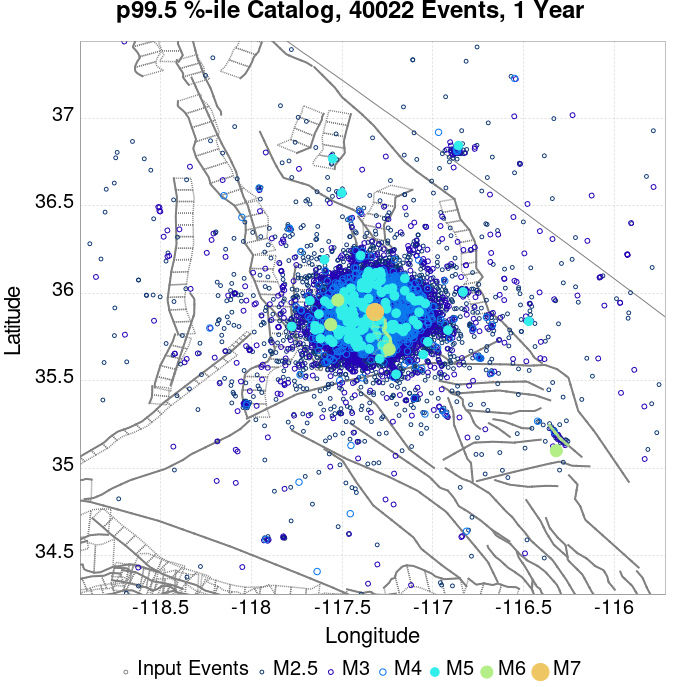 p99.5 %-ile Catalog, 40022 Events, 1 Year
37
36.5
36
35.5
35
34.5
Latitude
-118.5 -118 -117.5 -117 -116.5 -116
Longitude
Input Events M2.5 M3 M4 M5 M6 M7